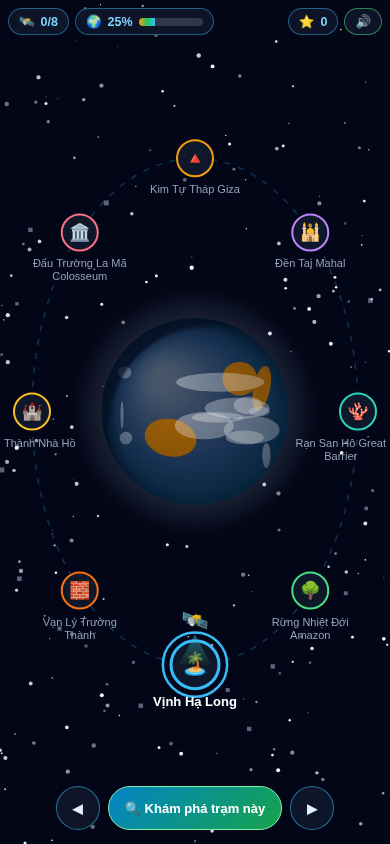 0/8
25%
0
Kim Tự Tháp Giza
Đấu Trường La Mã
Colosseum
Đền Taj Mahal
Thành Nhà Hồ
Rạn San Hô Great
Barrier
Vạn Lý Trường
Thành
Rừng Nhiệt Đới
Amazon
Vịnh Hạ Long
Khám phá trạm này